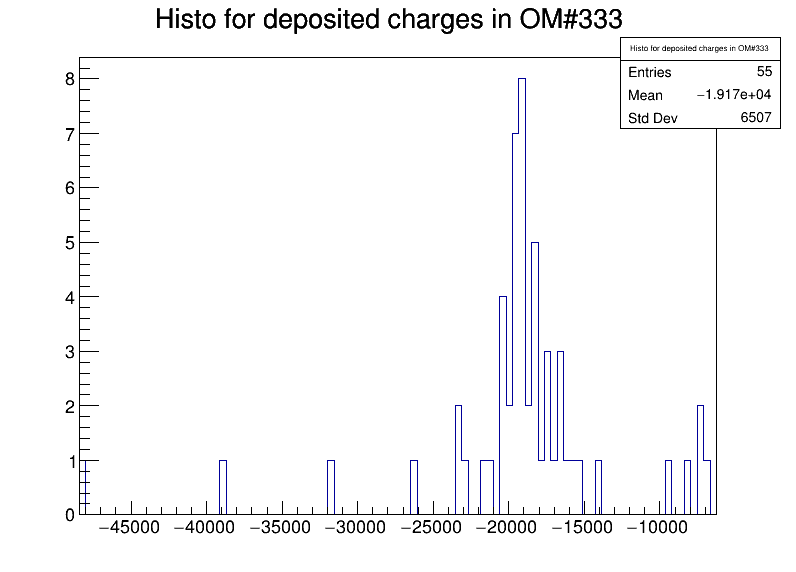 Histo for deposited charges in OM#333
Histo for deposited charges in OM#333
Entries 55
Mean −1.917e+04
Std Dev 6507
8
7
6
5
4
3
2
1
0
−45000 −40000 −35000 −30000 −25000 −20000 −15000 −10000